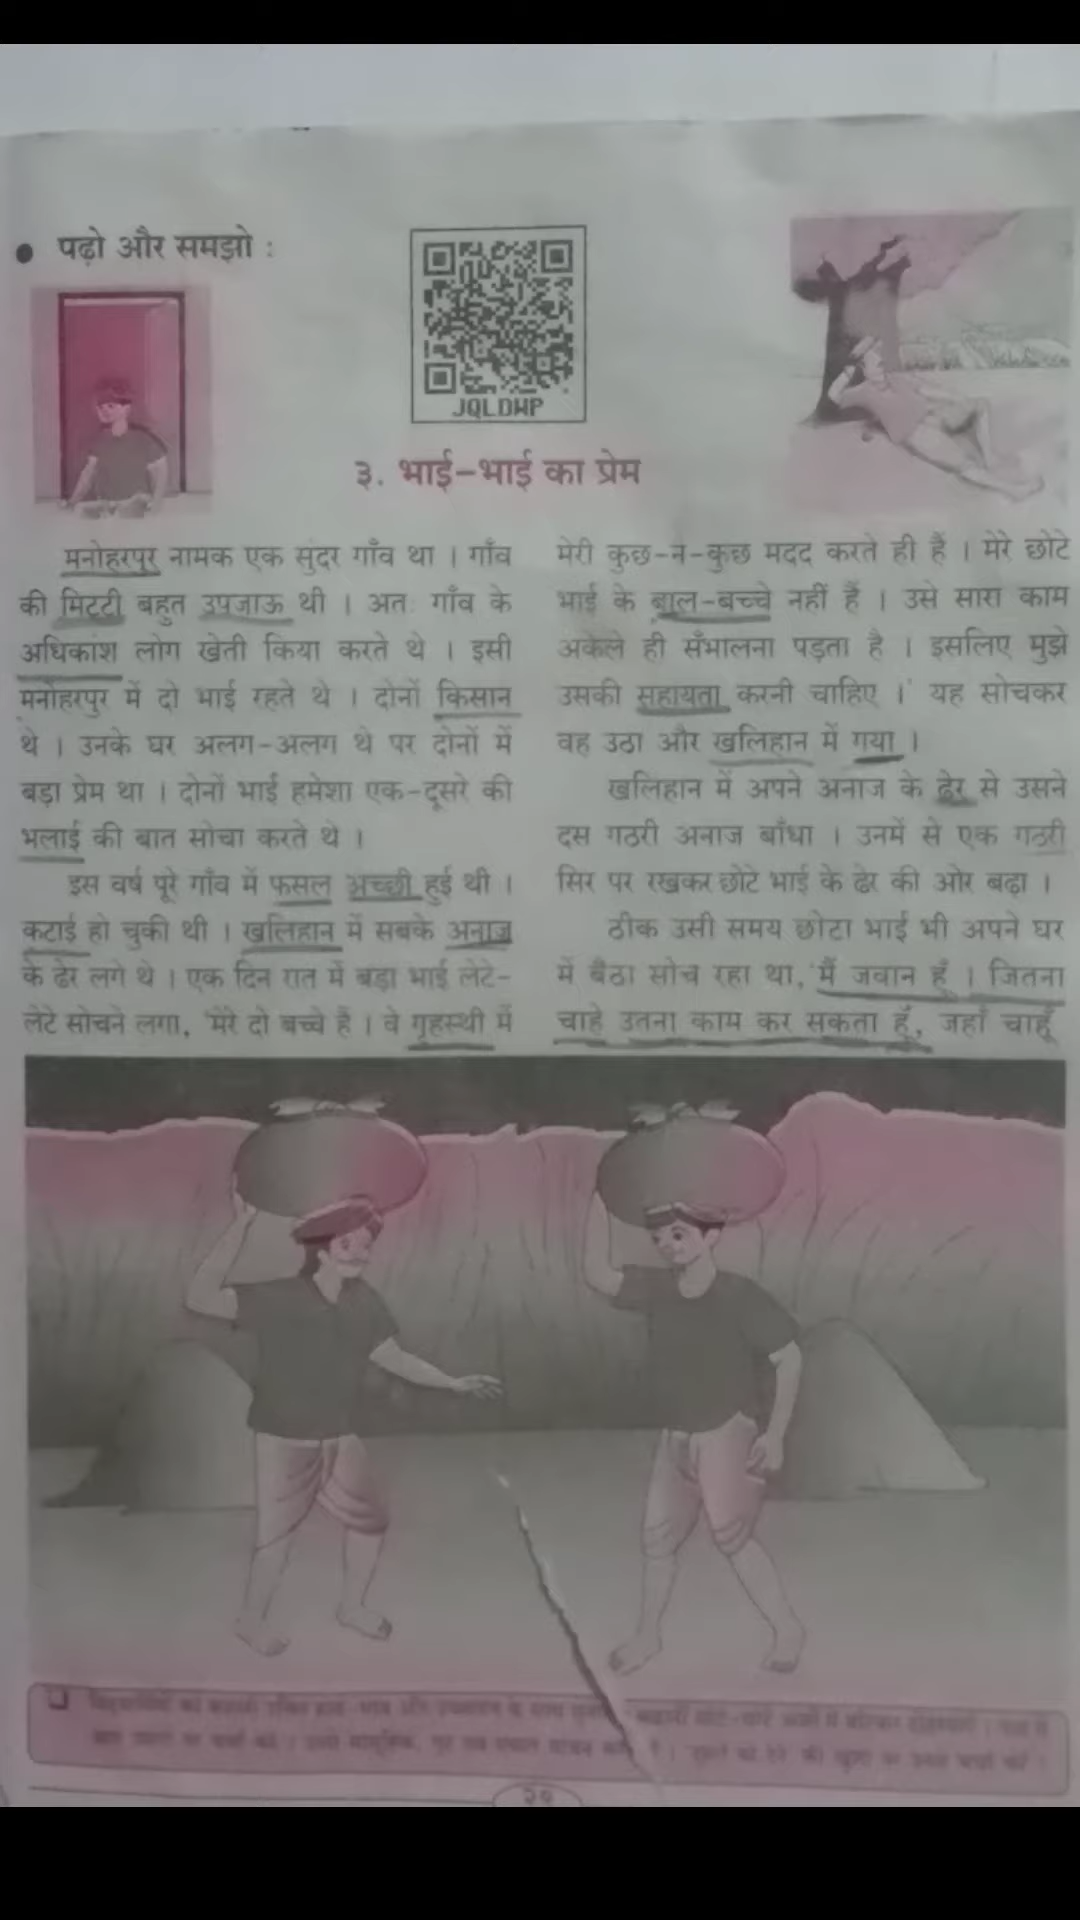 ● पढ़ो और समझो :
JQLDWP
३. भाई-भाई का प्रेम
मनोहरपुर नामक एक सुंदर गाँव था । गाँव
की मिट्टी बहुत उपजाऊ थी । अतः गाँव के
अधिकांश लोग खेती किया करते थे । इसी
मनोहरपुर में दो भाई रहते थे । दोनों किसान
थे । उनके घर अलग-अलग थे पर दोनों में
बड़ा प्रेम था । दोनों भाई हमेशा एक-दूसरे की
भलाई की बात सोचा करते थे ।
इस वर्ष पूरे गाँव में फसल अच्छी हुई थी ।
कटाई हो चुकी थी । खलिहान में सबके अनाज
के ढेर लगे थे । एक दिन रात में बड़ा भाई लेटे-
लेटे सोचने लगा, 'मेरे दो बच्चे हैं । वे गृहस्थी में
मेरी कुछ-न-कुछ मदद करते ही हैं । मेरे छोटे
भाई के बाल-बच्चे नहीं हैं । उसे सारा काम
अकेले ही सँभालना पड़ता है । इसलिए मुझे
उसकी सहायता करनी चाहिए ।' यह सोचकर
वह उठा और खलिहान में गया ।
खलिहान में अपने अनाज के ढेर से उसने
दस गठरी अनाज बाँधा । उनमें से एक गठरी
सिर पर रखकर छोटे भाई के ढेर की ओर बढ़ा ।
ठीक उसी समय छोटा भाई भी अपने घर
में बैठा सोच रहा था, 'मैं जवान हूँ । जितना
चाहे उतना काम कर सकता हूँ, जहाँ चाहूँ